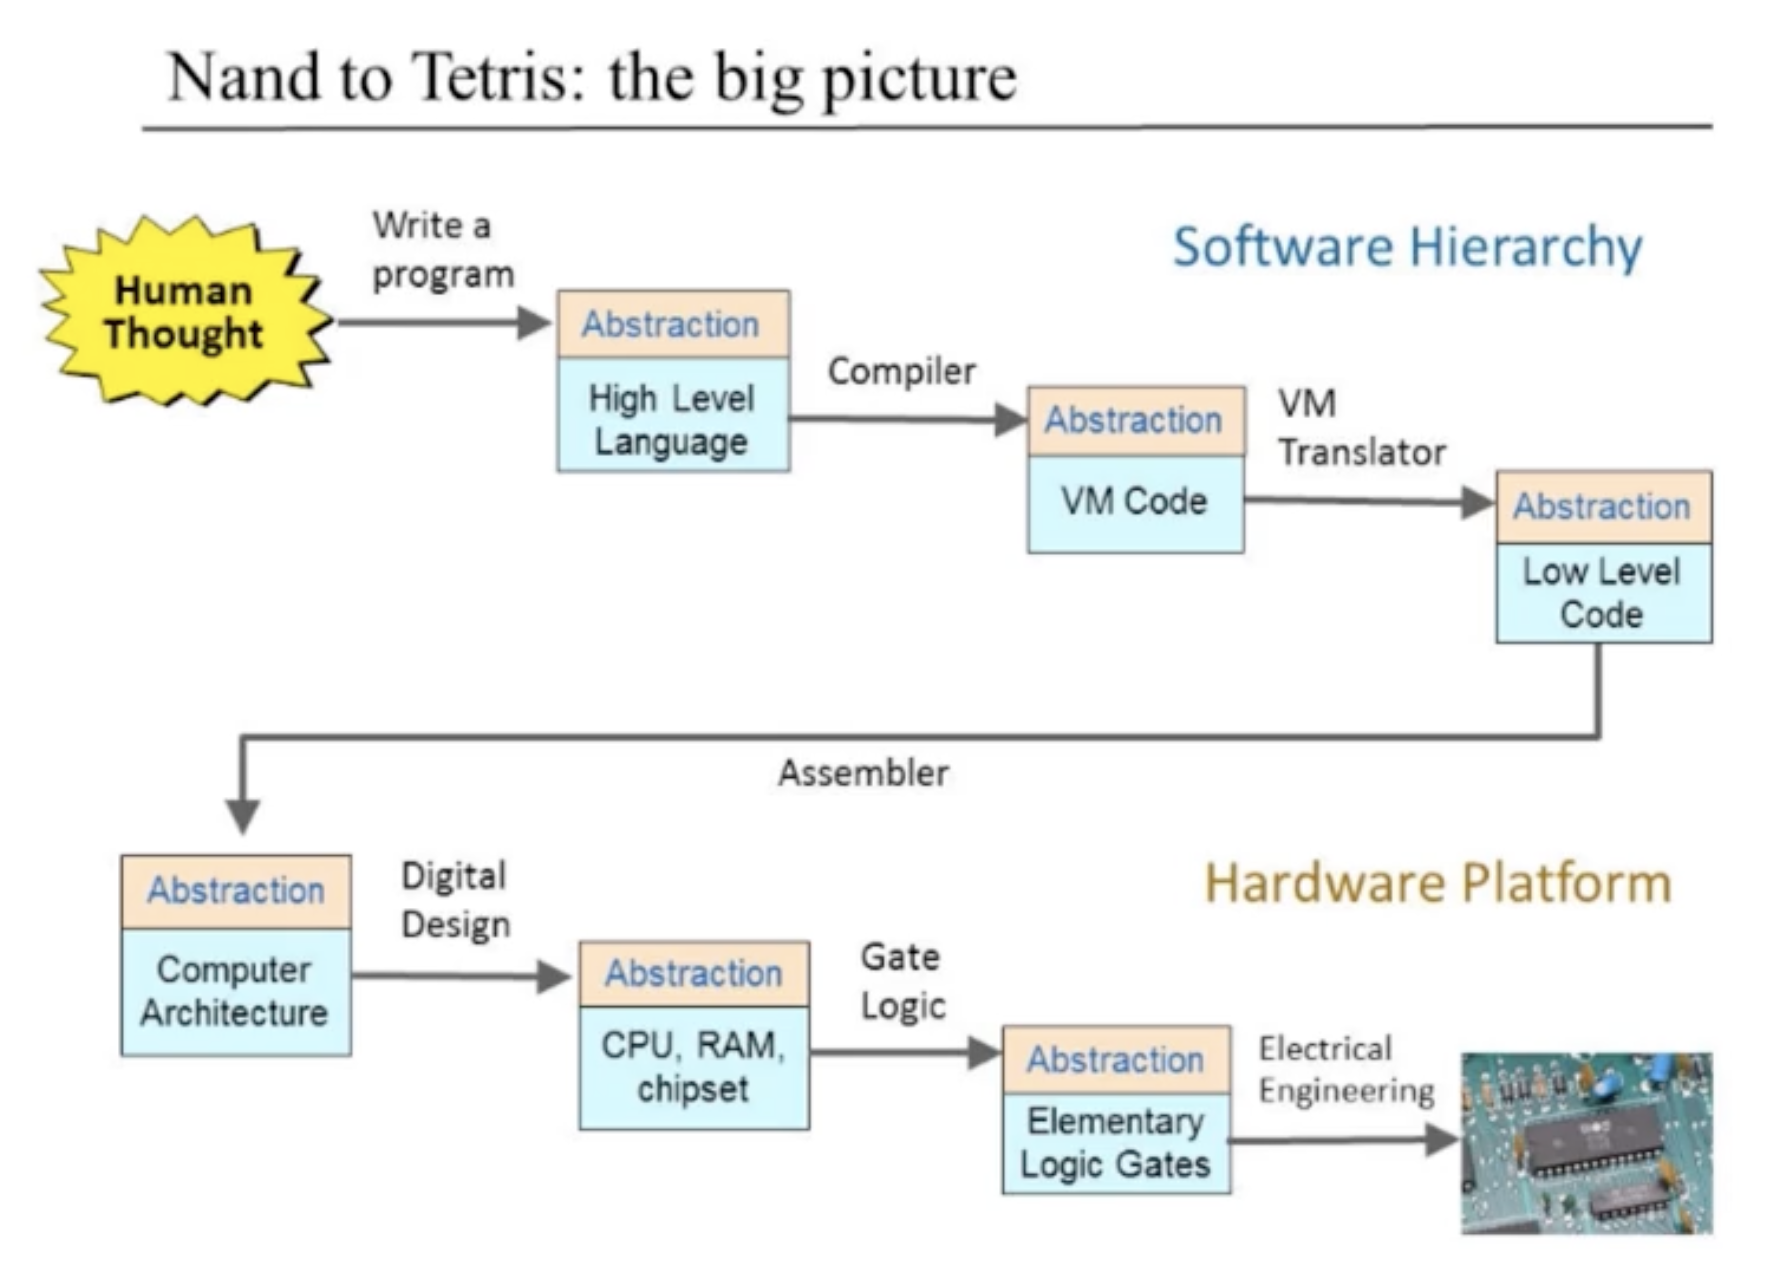 Nand to Tetris: the big picture
Human
Thought
Write a
program
Software Hierarchy
Abstraction
High Level
Language
Compiler
Abstraction
VM Code
VM
Translator
Abstraction
Low Level
Code
Assembler
Hardware Platform
Abstraction
Computer
Architecture
Digital
Design
Abstraction
CPU, RAM,
chipset
Gate
Logic
Abstraction
Elementary
Logic Gates
Electrical
Engineering